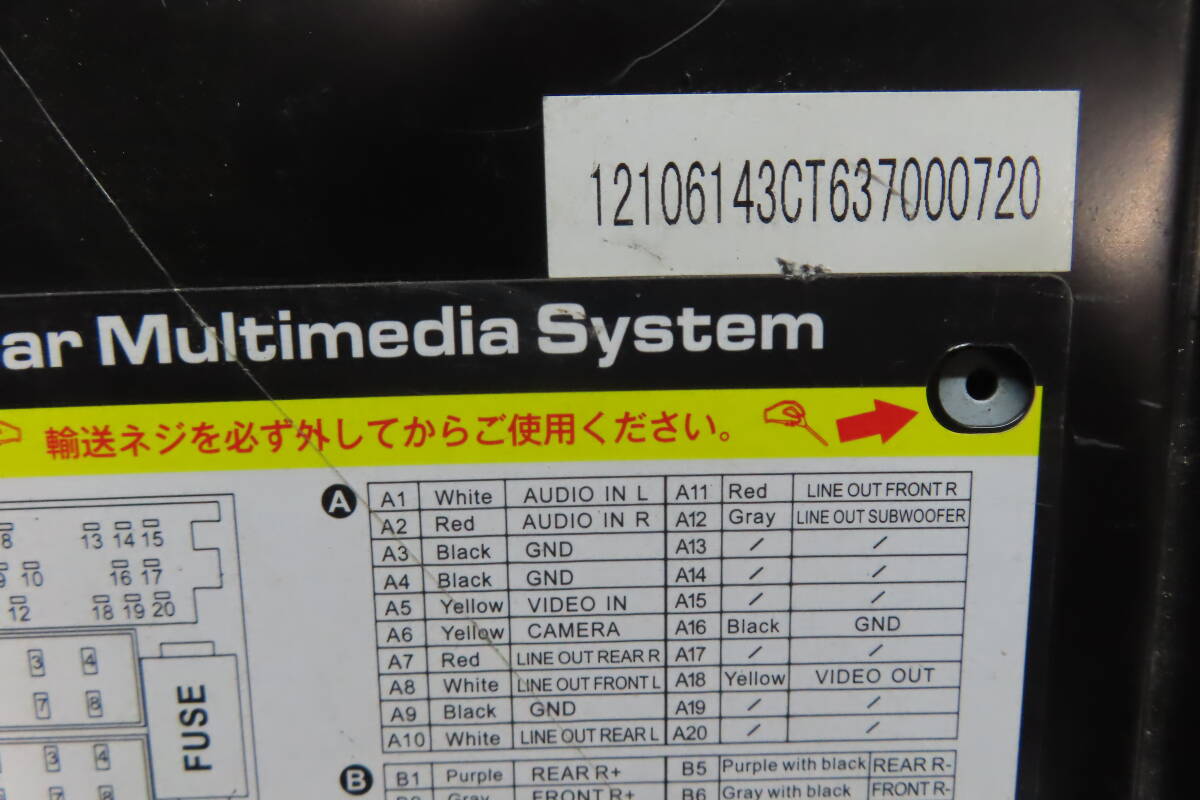 12106143CT637000720
ar Multimedia System
輸送ネジを必ず外してからご使用ください。
8 13 14 15
10 16 17
12 18 19 20
3 4
7 8
FUSE
3 4
7 8
A
A1 White AUDIO IN L A11 Red LINE OUT FRONT R
A2 Red AUDIO IN R A12 Gray LINE OUT SUBWOOFER
A3 Black GND A13 / /
A4 Black GND A14 / /
A5 Yellow VIDEO IN A15 / /
A6 Yellow CAMERA A16 Black GND
A7 Red LINE OUT REAR R A17 / /
A8 White LINE OUT FRONT L A18 Yellow VIDEO OUT
A9 Black GND A19 / /
A10 White LINE OUT REAR L A20 / /
B
B1 Purple REAR R+ B5 Purple with black REAR R-
Gray FRONT R+ B6 Gray with black FRONT R-